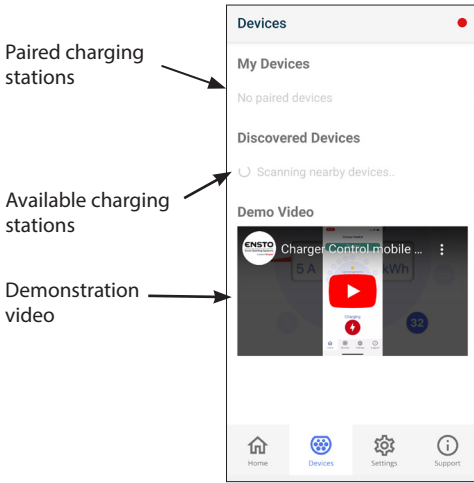 Devices
Paired charging
stations
My Devices
No paired devices
Discovered Devices
Scanning nearby devices..
Available charging
stations
Demo Video
ENSTO
Charger Control mobile ...
5 A
kWh
Demonstration
video
Charging
32
Home
Devices
Settings
Support